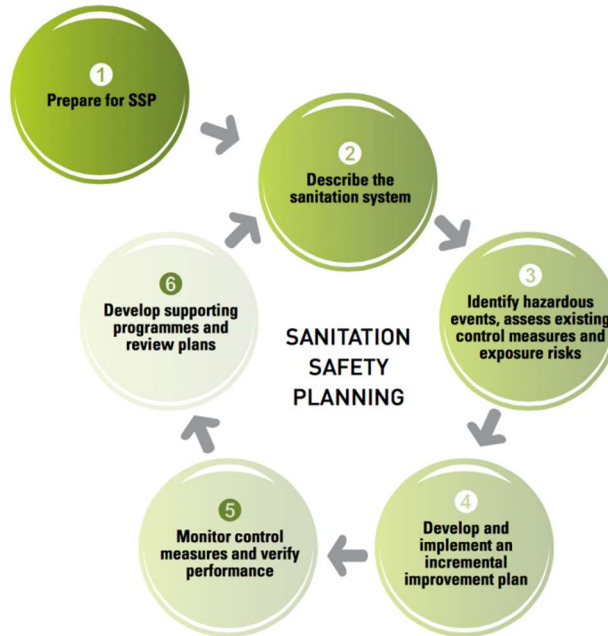 1
Prepare for SSP
2
Describe the
sanitation system
3
Identify hazardous
events, assess existing
control measures and
exposure risks
4
Develop and
implement an
incremental
improvement plan
5
Monitor control
measures and verify
performance
6
Develop supporting
programmes and
review plans
SANITATION
SAFETY
PLANNING